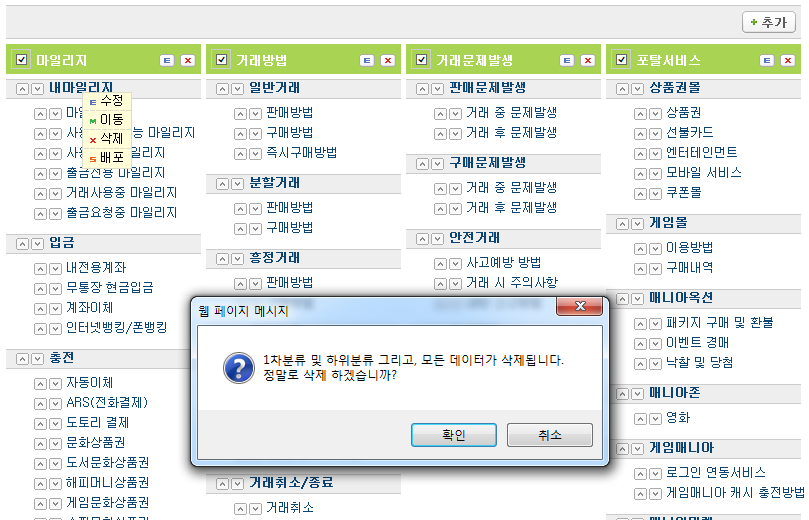 + 추가
마일리지 E X
내마일리지
E 수정
M 이동
X 삭제
S 배포
능 마일리지
출금전용 마일리지
거래사용중 마일리지
출금요청중 마일리지
입금
내전용계좌
무통장 현금입금
계좌이체
인터넷뱅킹/폰뱅킹
충전
자동이체
ARS(전화결제)
도토리 결제
문화상품권
도서문화상품권
해피머니상품권
게임문화상품권
거래방법 E X
일반거래
판매방법
구매방법
즉시구매방법
분할거래
판매방법
구매방법
흥정거래
판매방법
거래취소/종료
거래취소
거래문제발생 E X
판매문제발생
거래 중 문제발생
거래 후 문제발생
구매문제발생
거래 중 문제발생
거래 후 문제발생
안전거래
사고예방 방법
거래 시 주의사항
포탈서비스 E X
상품권몰
상품권
선불카드
엔터테인먼트
모바일 서비스
쿠폰몰
게임몰
이용방법
구매내역
매니아옥션
패키지 구매 및 환불
이벤트 경매
낙찰 및 당첨
매니아존
영화
게임매니아
로그인 연동서비스
게임매니아 캐시 충전방법
웹 페이지 메시지
1차분류 및 하위분류 그리고, 모든 데이터가 삭제됩니다.
정말로 삭제 하겠습니까?
확인
취소